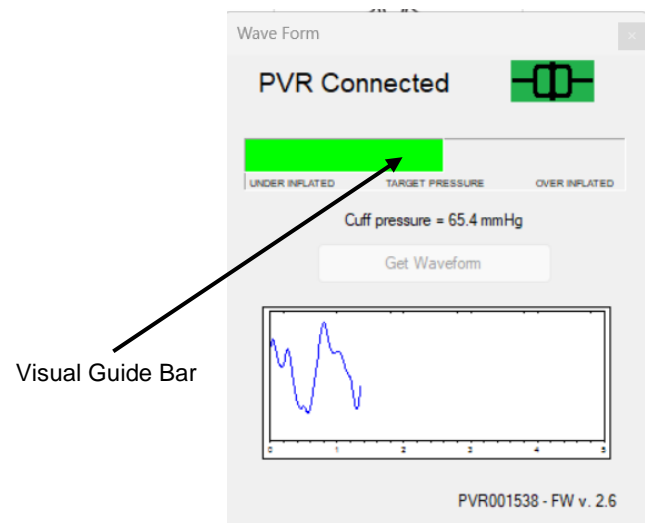 Wave Form
PVR Connected
UNDER INFLATED TARGET PRESSURE OVER INFLATED
Cuff pressure = 65.4 mmHg
Get Waveform
Visual Guide Bar
0 1 2 3 4 5
PVR001538 - FW v. 2.6